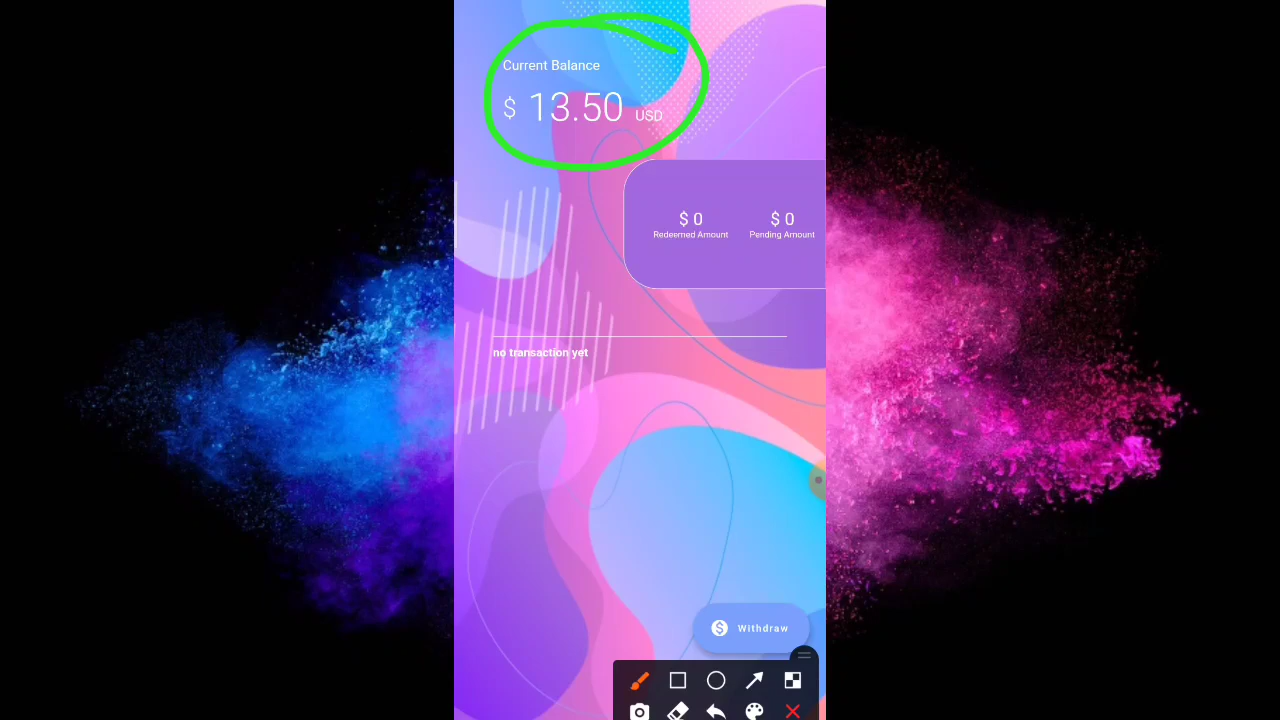 Current Balance
$ 13.50 USD
$ 0 $ 0
Redeemed Amount Pending Amount
no transaction yet
Withdraw